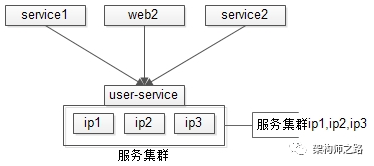 service1
web2
service2
user-service
ip1
ip2
ip3
服务集群ip1,ip2,ip3
服务集群
架构师之路